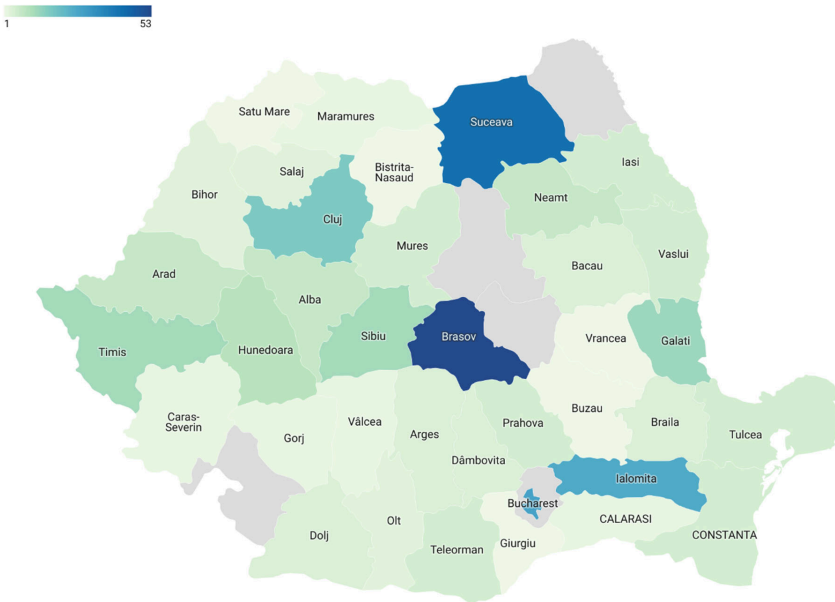 1
53
Suceava
Satu Mare
Maramures
Iasi
Salaj
Bistrita-
Nasaud
Bihor
Neamt
Cluj
Mures
Vaslui
Bacau
Arad
Alba
Sibiu
Brasov
Vrancea
Galati
Timis
Hunedoara
Buzau
Caras-
Severin
Vâlcea
Prahova
Braila
Gorj
Arges
Tulcea
Dâmbovita
Ialomita
Bucharest
CALARASI
Olt
Dolj
CONSTANTA
Giurgiu
Teleorman